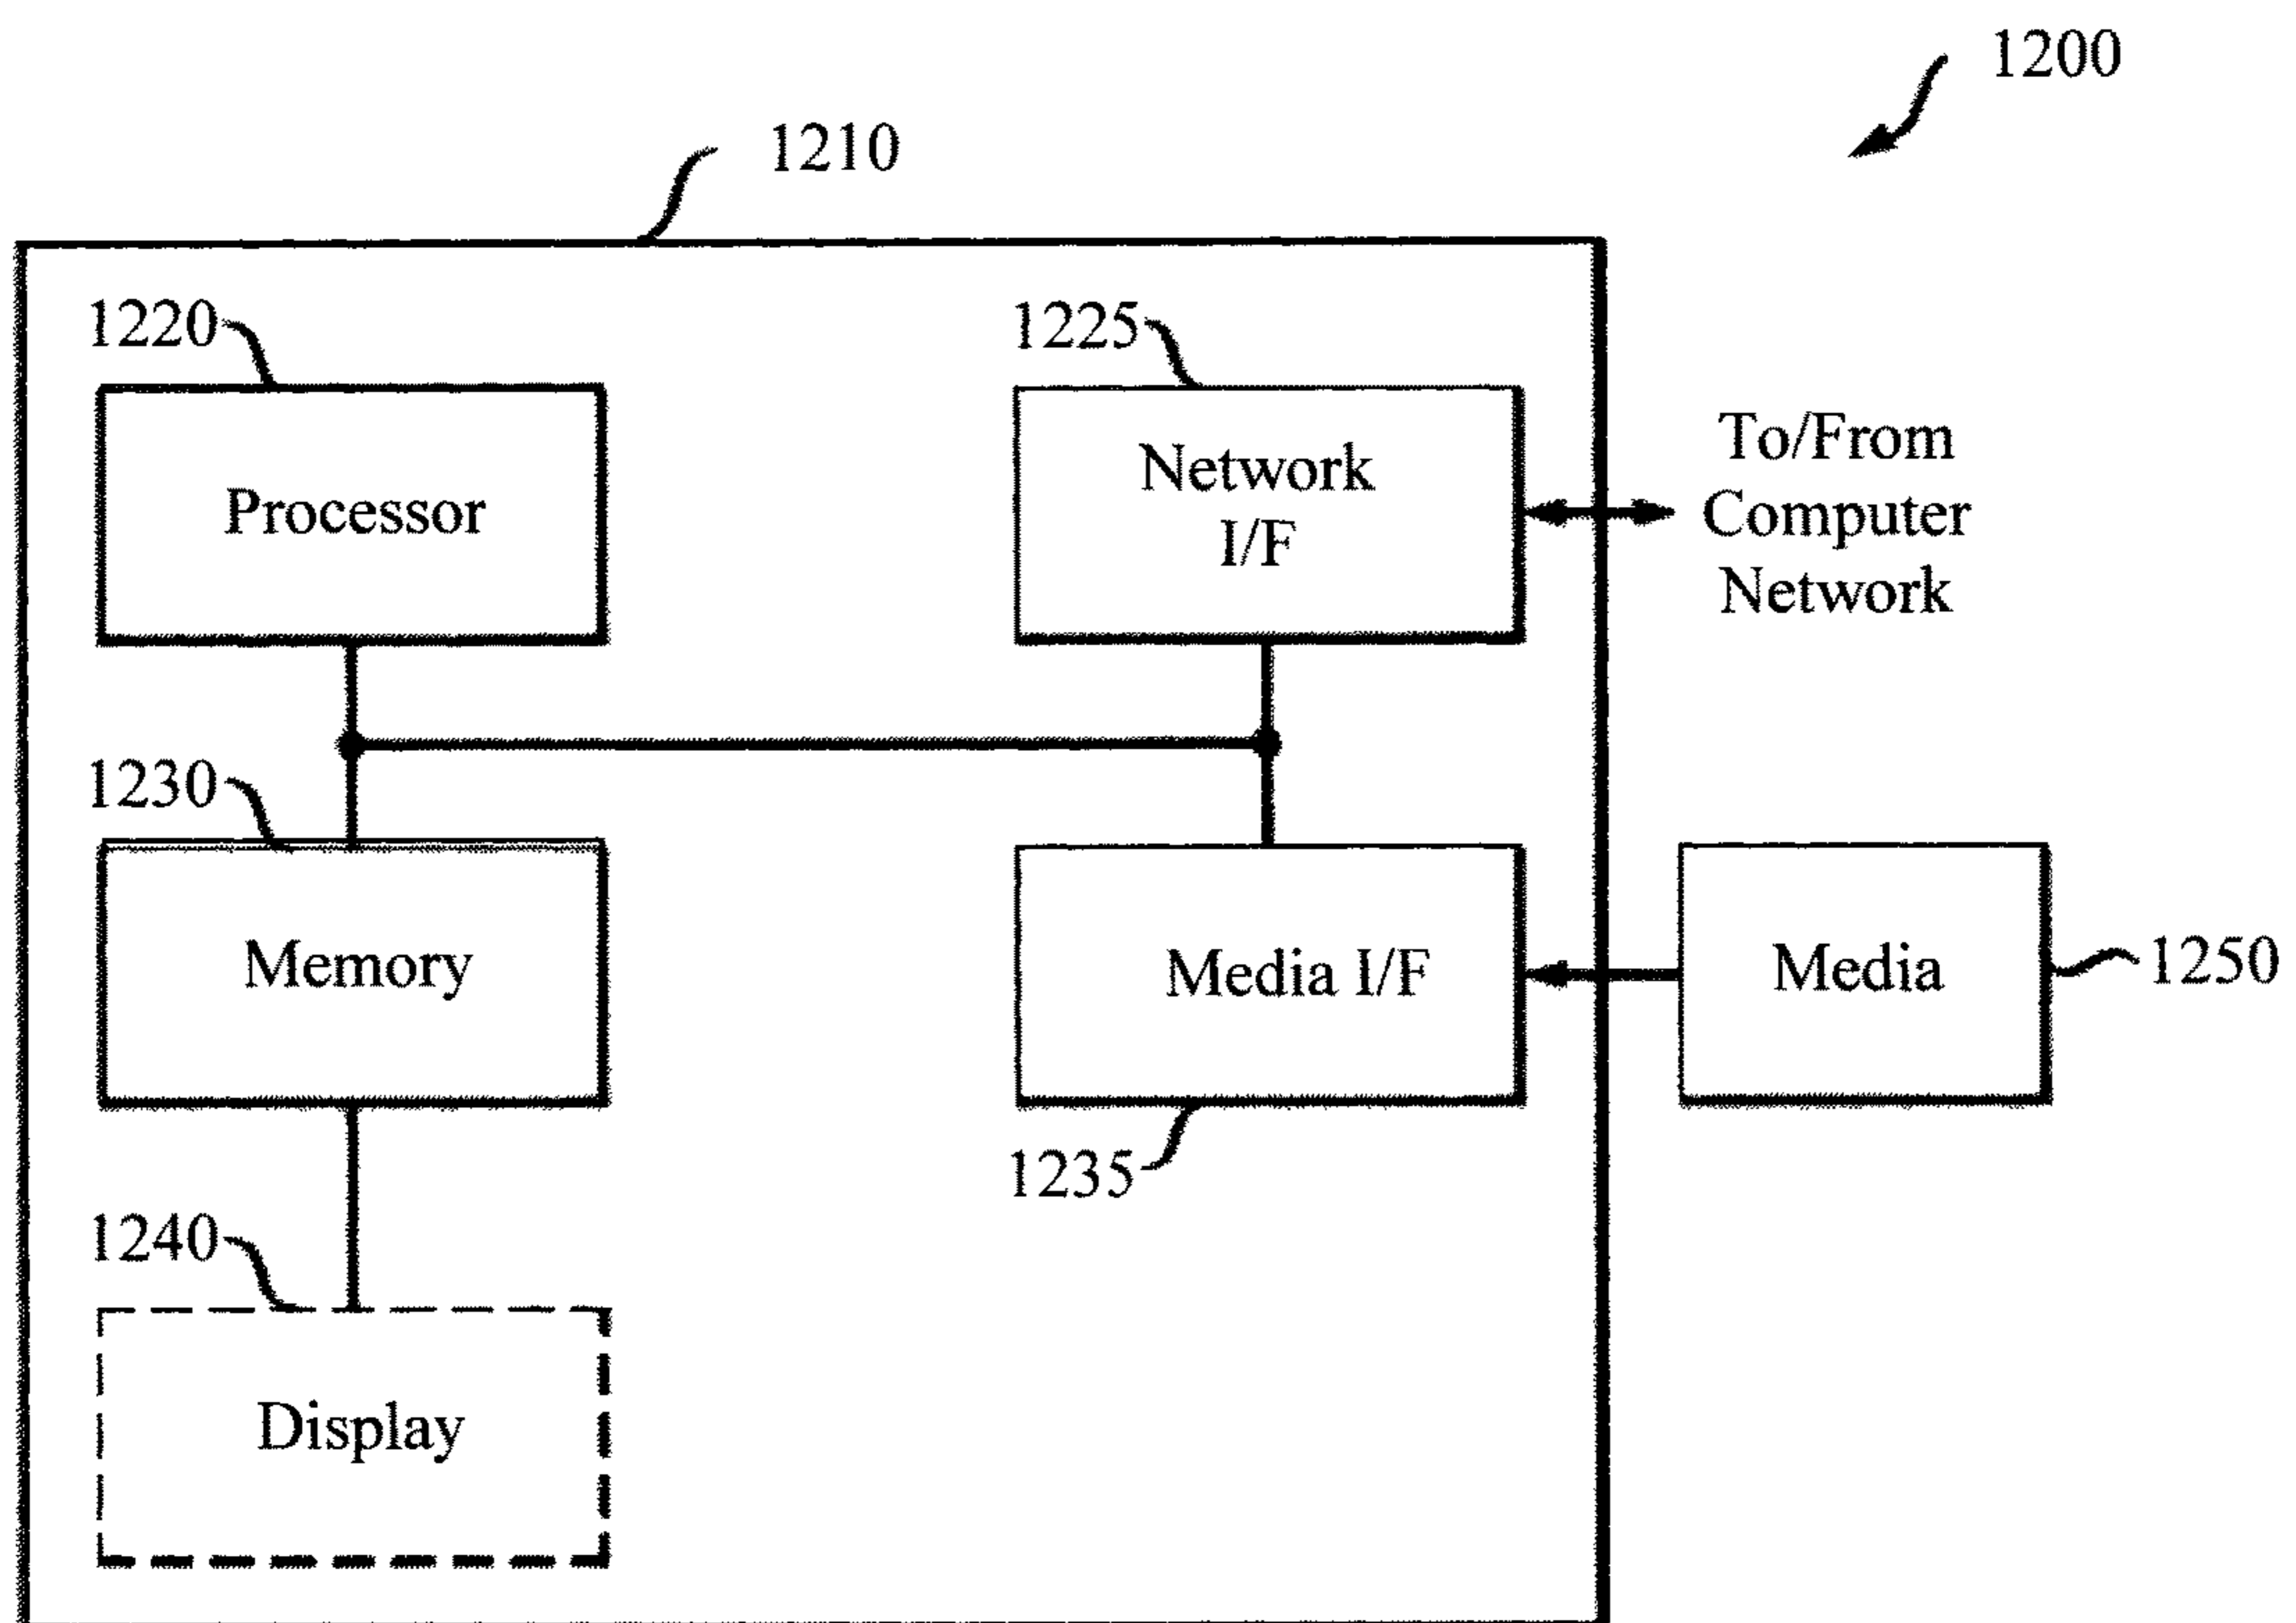 1200
1210
1220
1225
Processor
Network
I/F
To/From
Computer
Network
1230
Memory
Media I/F
Media
1250
1235
1240
Display